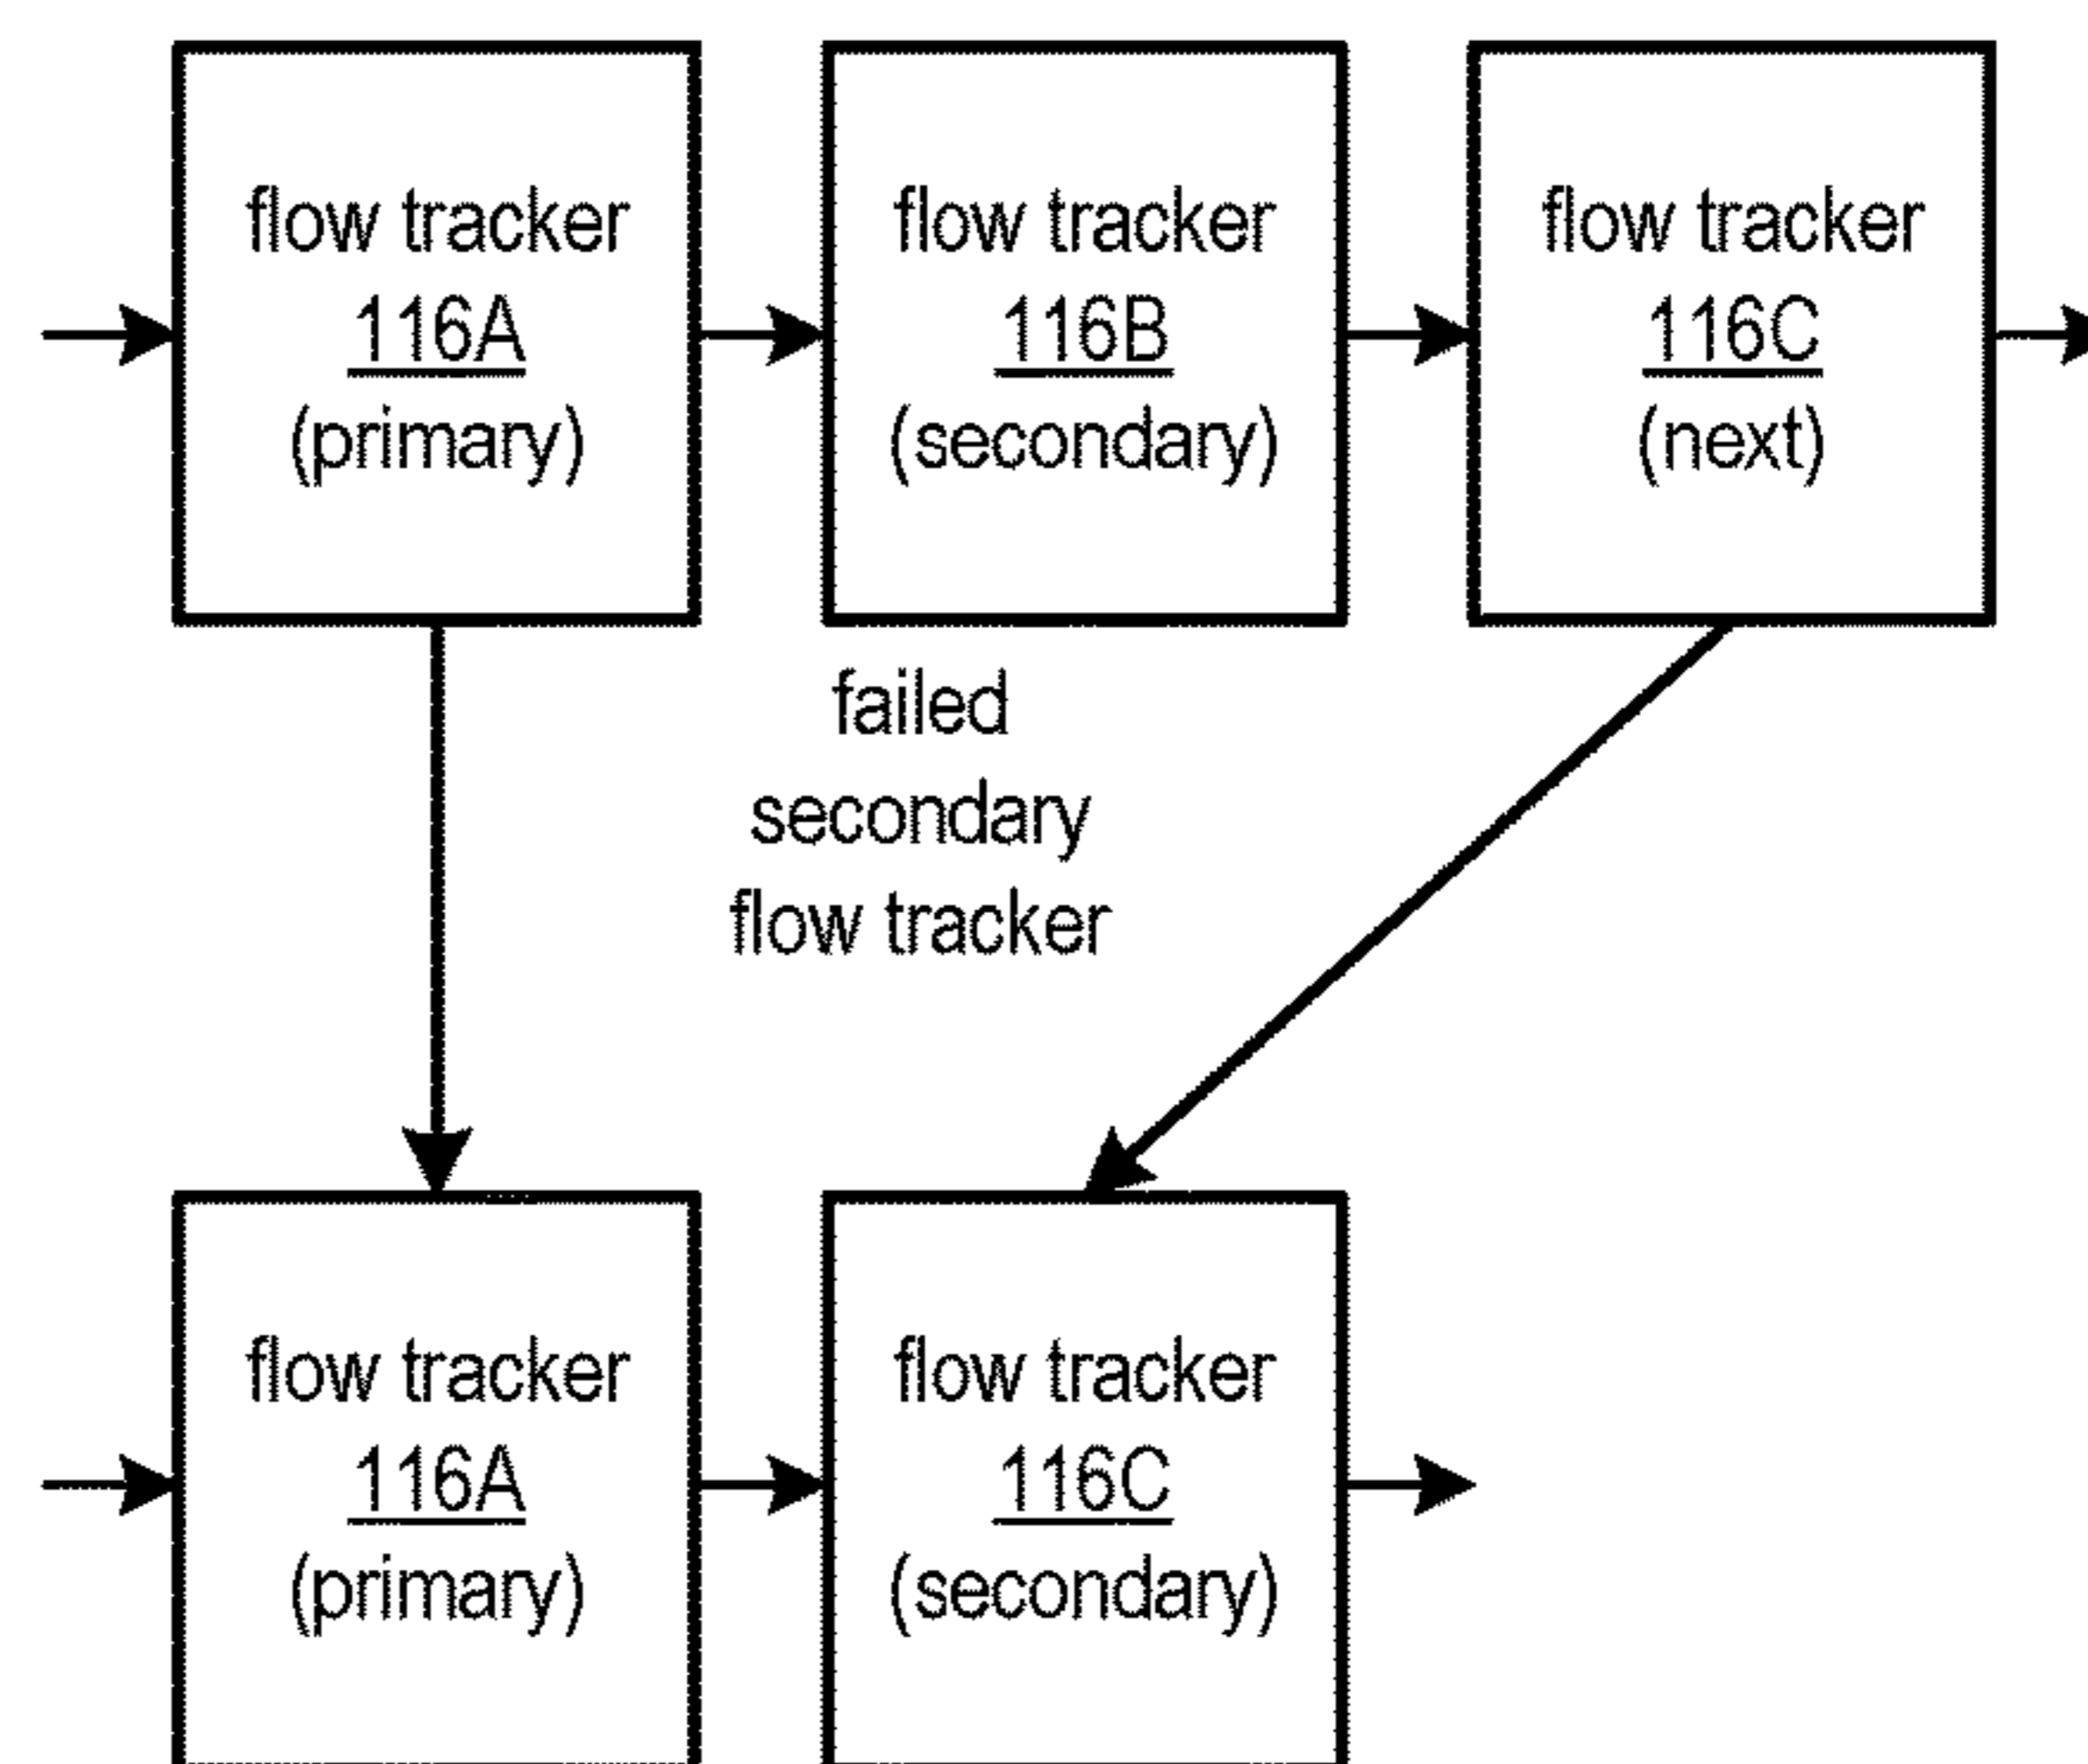 flow tracker
116A
(primary)
flow tracker
116B
(secondary)
flow tracker
116C
(next)
failed
secondary
flow tracker
flow tracker
116A
(primary)
flow tracker
116C
(secondary)